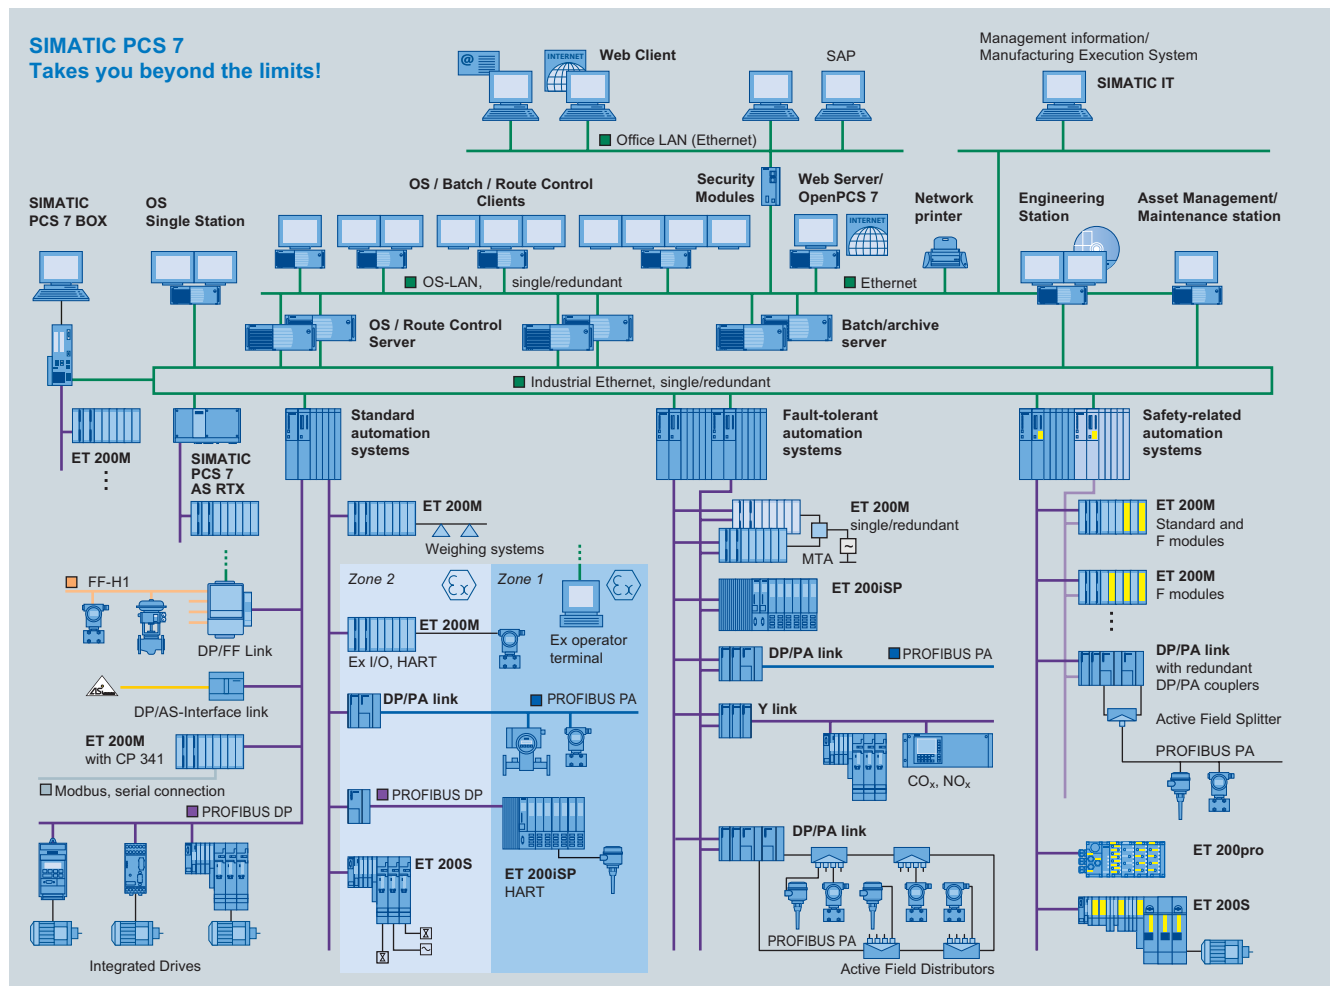 SIMATIC PCS 7
Takes you beyond the limits!
@
INTERNET
Web Client
SAP
Management information/
Manufacturing Execution System
SIMATIC IT
Office LAN (Ethernet)
SIMATIC
PCS 7 BOX
OS
Single Station
OS / Batch / Route Control
Clients
Security
Modules
Web Server/
OpenPCS 7
INTERNET
Network
printer
Engineering
Station
Asset Management/
Maintenance station
OS-LAN, single/redundant
Ethernet
OS / Route Control
Server
Batch/archive
server
Industrial Ethernet, single/redundant
ET 200M
SIMATIC
PCS 7
AS RTX
Standard
automation
systems
Fault-tolerant
automation
systems
Safety-related
automation
systems
ET 200M
Weighing systems
ET 200M
single/redundant
MTA
ET 200M
Standard and
F modules
FF-H1
DP/FF Link
Zone 2
Zone 1
Ex operator
terminal
ET 200M
Ex I/O, HART
ET 200iSP
ET 200M
F modules
DP/AS-Interface link
DP/PA link
PROFIBUS PA
DP/PA link
PROFIBUS PA
DP/PA link
with redundant
DP/PA couplers
Active Field Splitter
PROFIBUS PA
ET 200M
with CP 341
Modbus, serial connection
PROFIBUS DP
Y link
COx, NOx
PROFIBUS DP
ET 200iSP
HART
ET 200S
DP/PA link
PROFIBUS PA
Active Field Distributors
ET 200pro
ET 200S
Integrated Drives